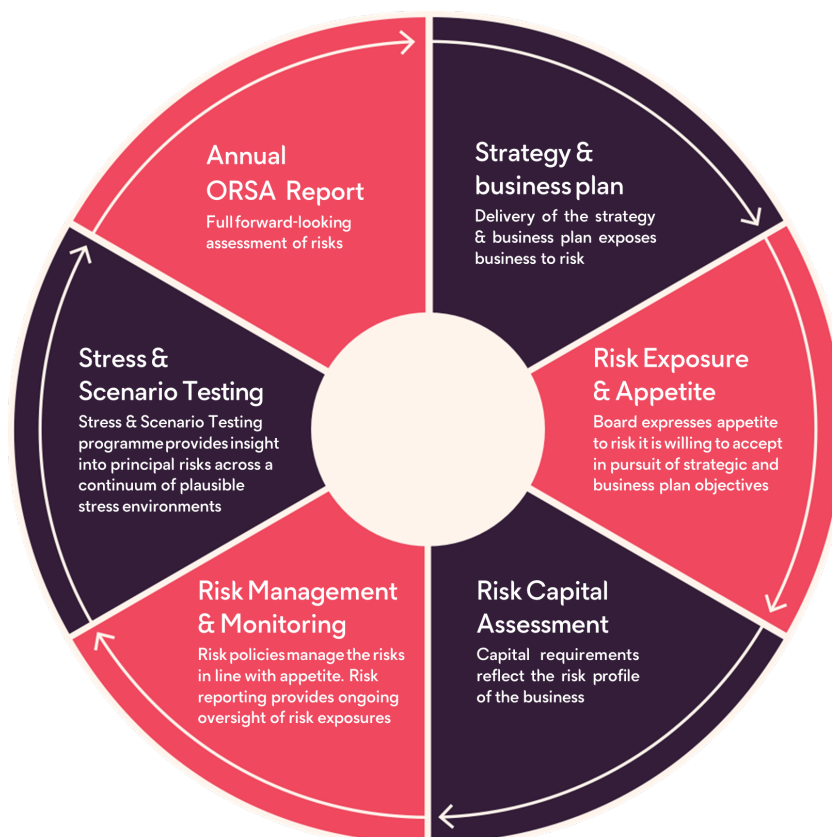 Annual
ORSA Report
Full forward-looking
assessment of risks
Strategy &
business plan
Delivery of the strategy
& business plan exposes
business to risk
Risk Exposure
& Appetite
Board expresses appetite
to risk it is willing to accept
in pursuit of strategic and
business plan objectives
Risk Capital
Assessment
Capital requirements
reflect the risk profile
of the business
Risk Management
& Monitoring
Risk policies manage the risks
in line with appetite. Risk
reporting provides ongoing
oversight of risk exposures
Stress &
Scenario Testing
Stress & Scenario Testing
programme provides insight
into principal risks across a
continuum of plausible
stress environments